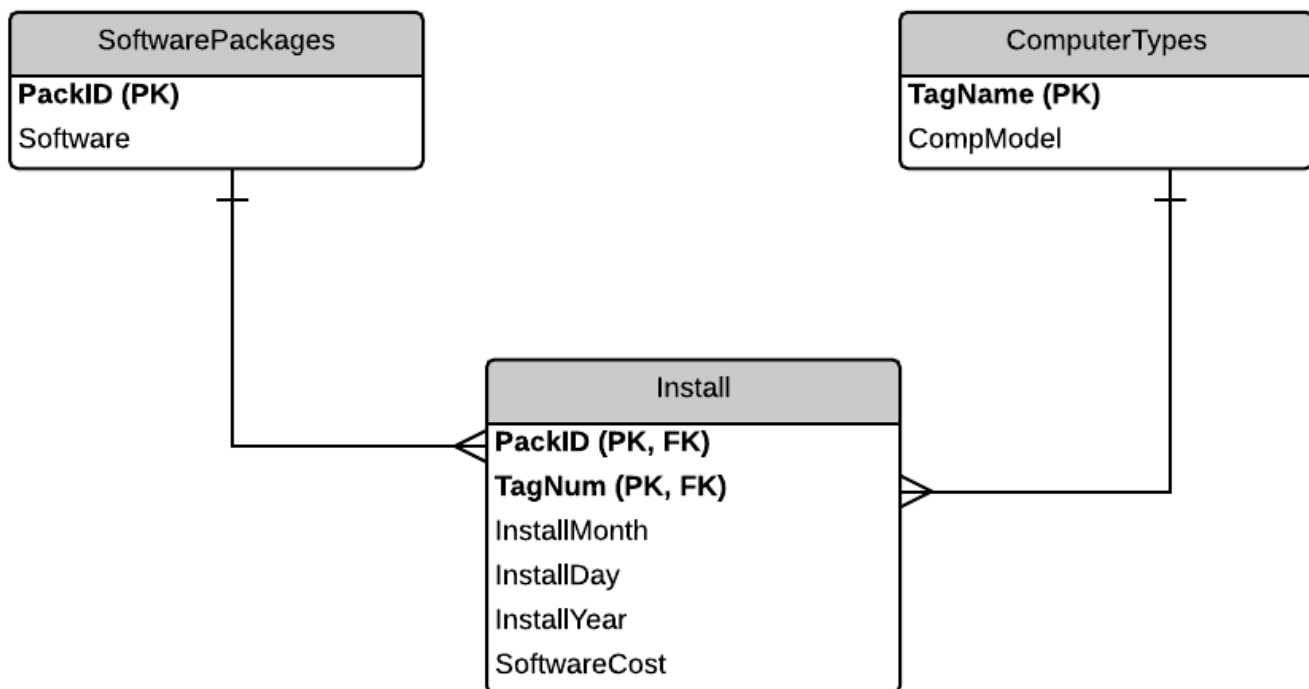 SoftwarePackages
PackID (PK)
Software
ComputerTypes
TagName (PK)
CompModel
Install
PackID (PK, FK)
TagNum (PK, FK)
InstallMonth
InstallDay
InstallYear
SoftwareCost